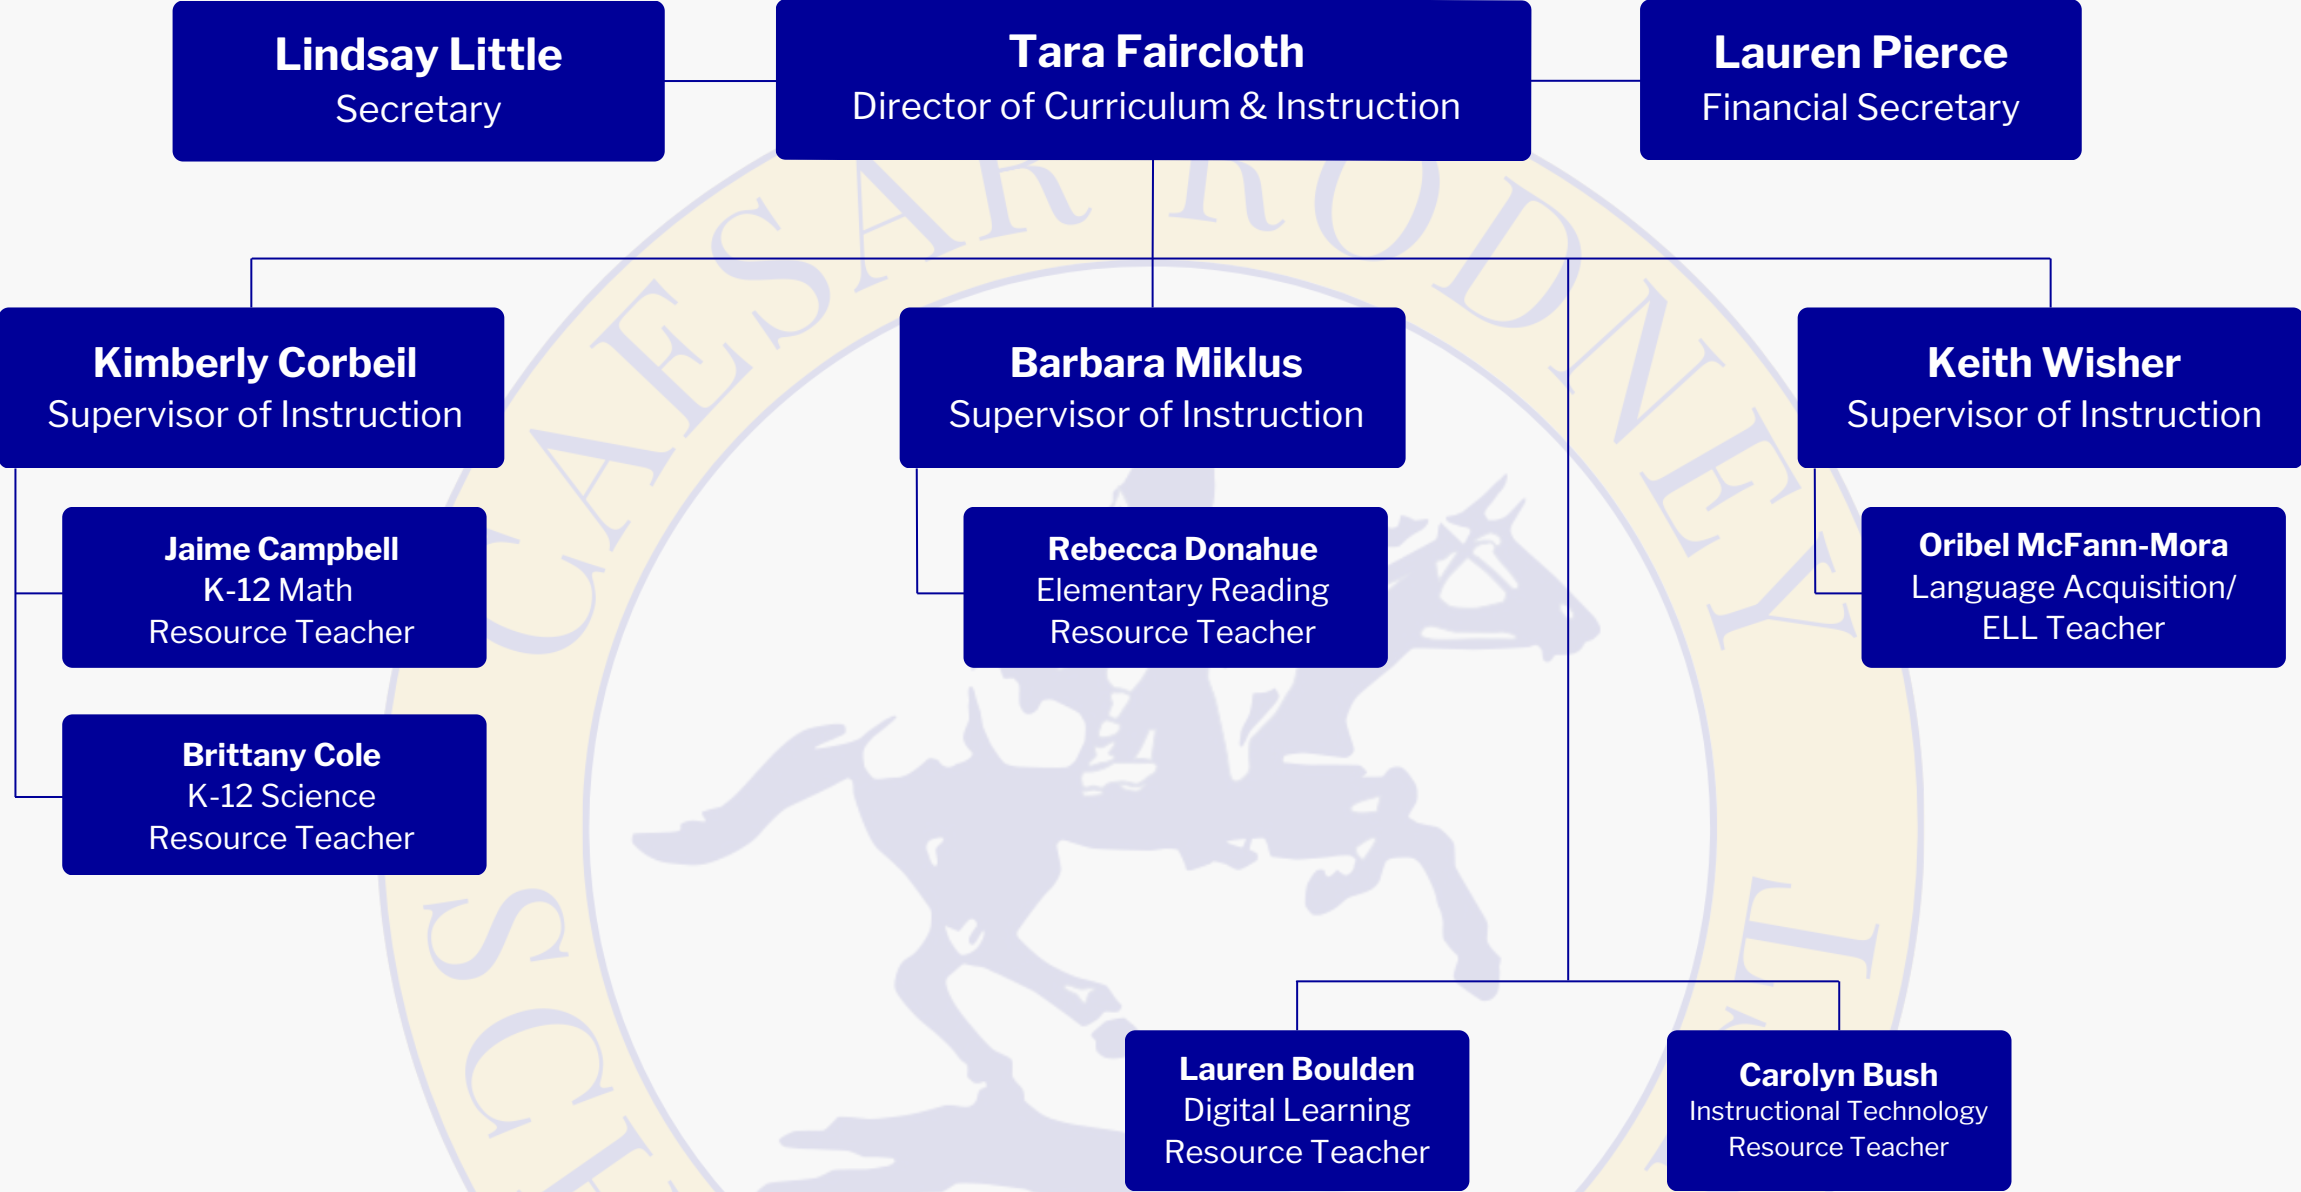 Lindsay Little
Secretary
Tara Faircloth
Director of Curriculum & Instruction
Lauren Pierce
Financial Secretary
CAESAR RODNEY
Kimberly Corbeil
Supervisor of Instruction
Barbara Miklus
Supervisor of Instruction
Keith Wisher
Supervisor of Instruction
Jaime Campbell
K-12 Math
Resource Teacher
Rebecca Donahue
Elementary Reading
Resource Teacher
Oribel McFann-Mora
Language Acquisition/
ELL Teacher
Brittany Cole
K-12 Science
Resource Teacher
Lauren Boulden
Digital Learning
Resource Teacher
Carolyn Bush
Instructional Technology
Resource Teacher